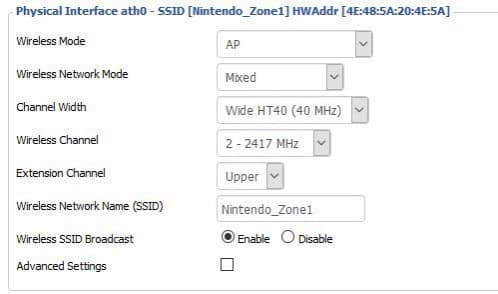 Physical Interface ath0 - SSID [Nintendo_Zone1] HWAddr [4E:48:5A:20:4E:5A]
Wireless Mode AP
Wireless Network Mode Mixed
Channel Width Wide HT40 (40 MHz)
Wireless Channel 2 - 2417 MHz
Extension Channel Upper
Wireless Network Name (SSID) Nintendo_Zone1
Wireless SSID Broadcast Enable Disable
Advanced Settings